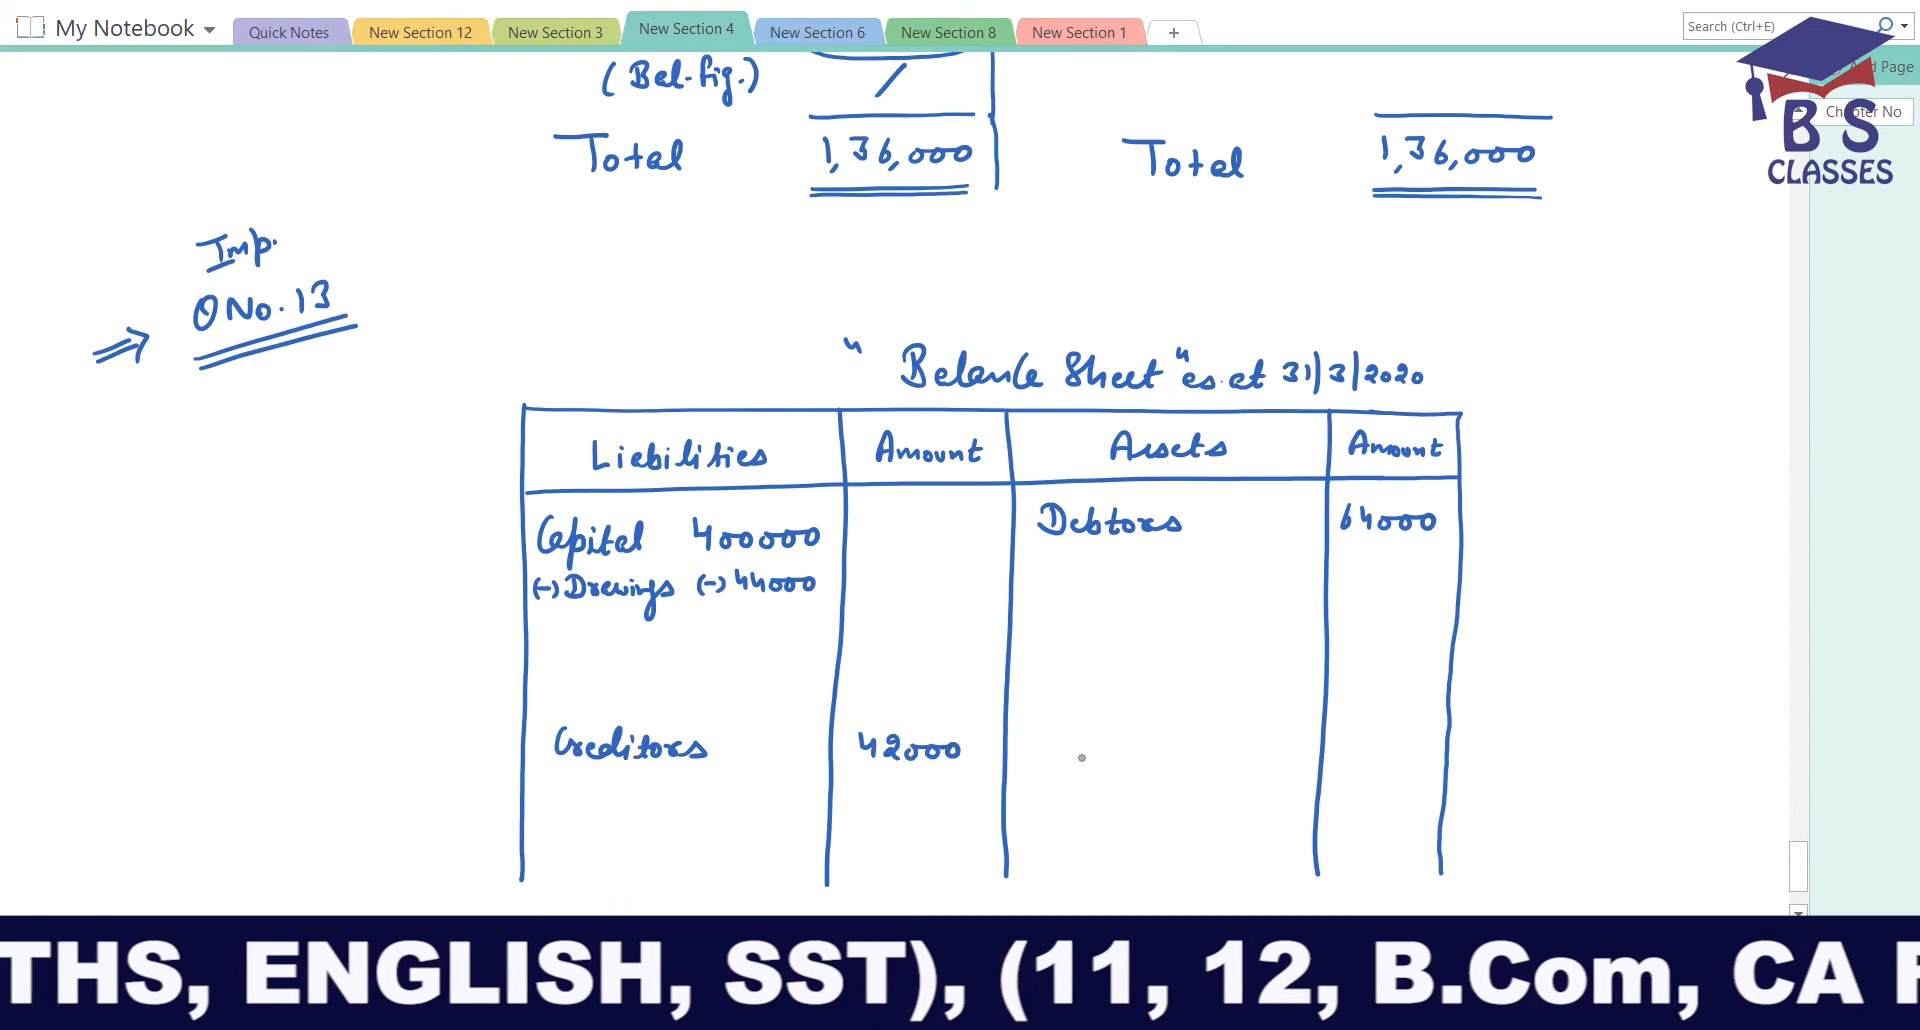 My Notebook
Quick Notes
New Section 12
New Section 3
New Section 4
New Section 6
New Section 8
New Section 1
+
Search (Ctrl+E)
d Page
Ch ter No
B S
CLASSES
(Bal-fig.)
Total 1,36,000 Total 1,36,000
Imp.
Q No. 13
"Balance Sheet" as at 31/3/2020
Liabilities Amount Assets Amount
Capital 400000 Debtors 64000
(-) Drawings (-) 44000
Creditors 42000
THS, ENGLISH, SST), (11, 12, B.Com, CA F